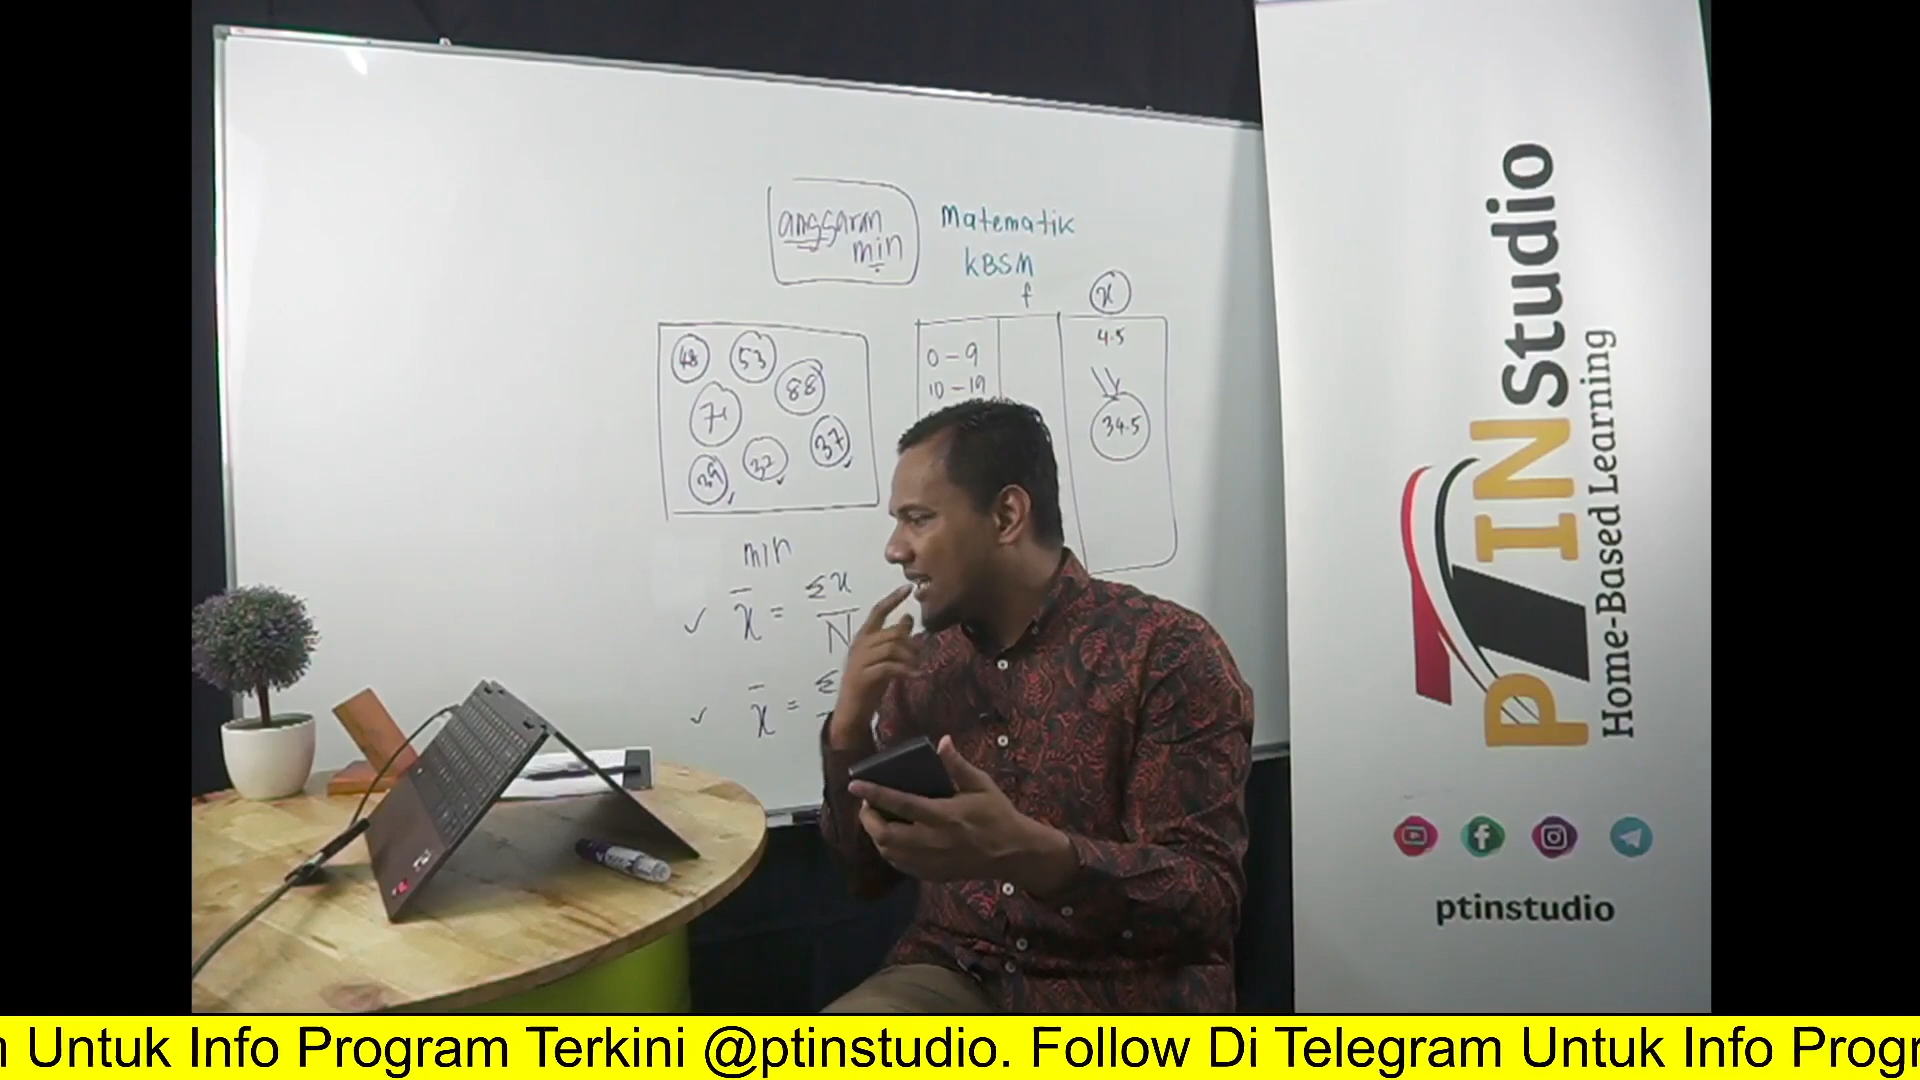 anggaran
min
Matematik
KBSM
f
x
48
53
88
71
37
39
32
0 - 9
10 - 19
4.5
34.5
min
✓ x̄ = Σx
N
✓ x̄ = Σ
PTIN Studio
Home-Based Learning
ptinstudio
Untuk Info Program Terkini @ptinstudio. Follow Di Telegram Untuk Info Progr